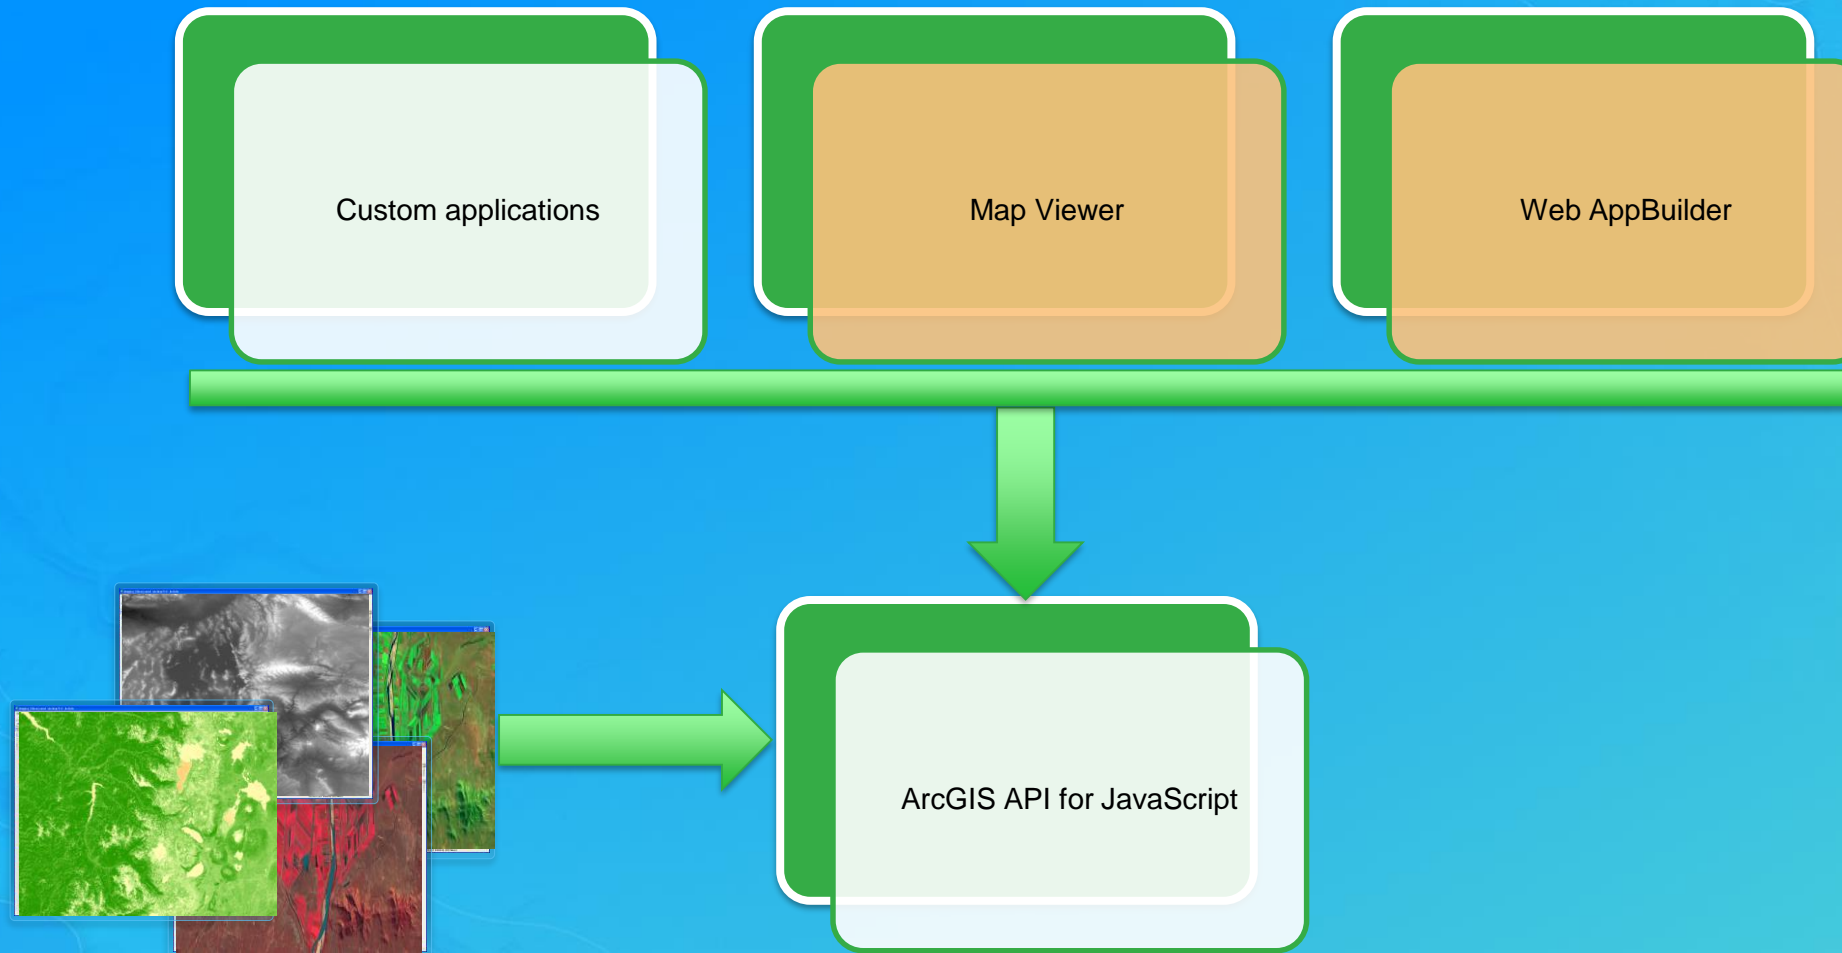 Custom applications
Map Viewer
Web AppBuilder
ArcGIS API for JavaScript